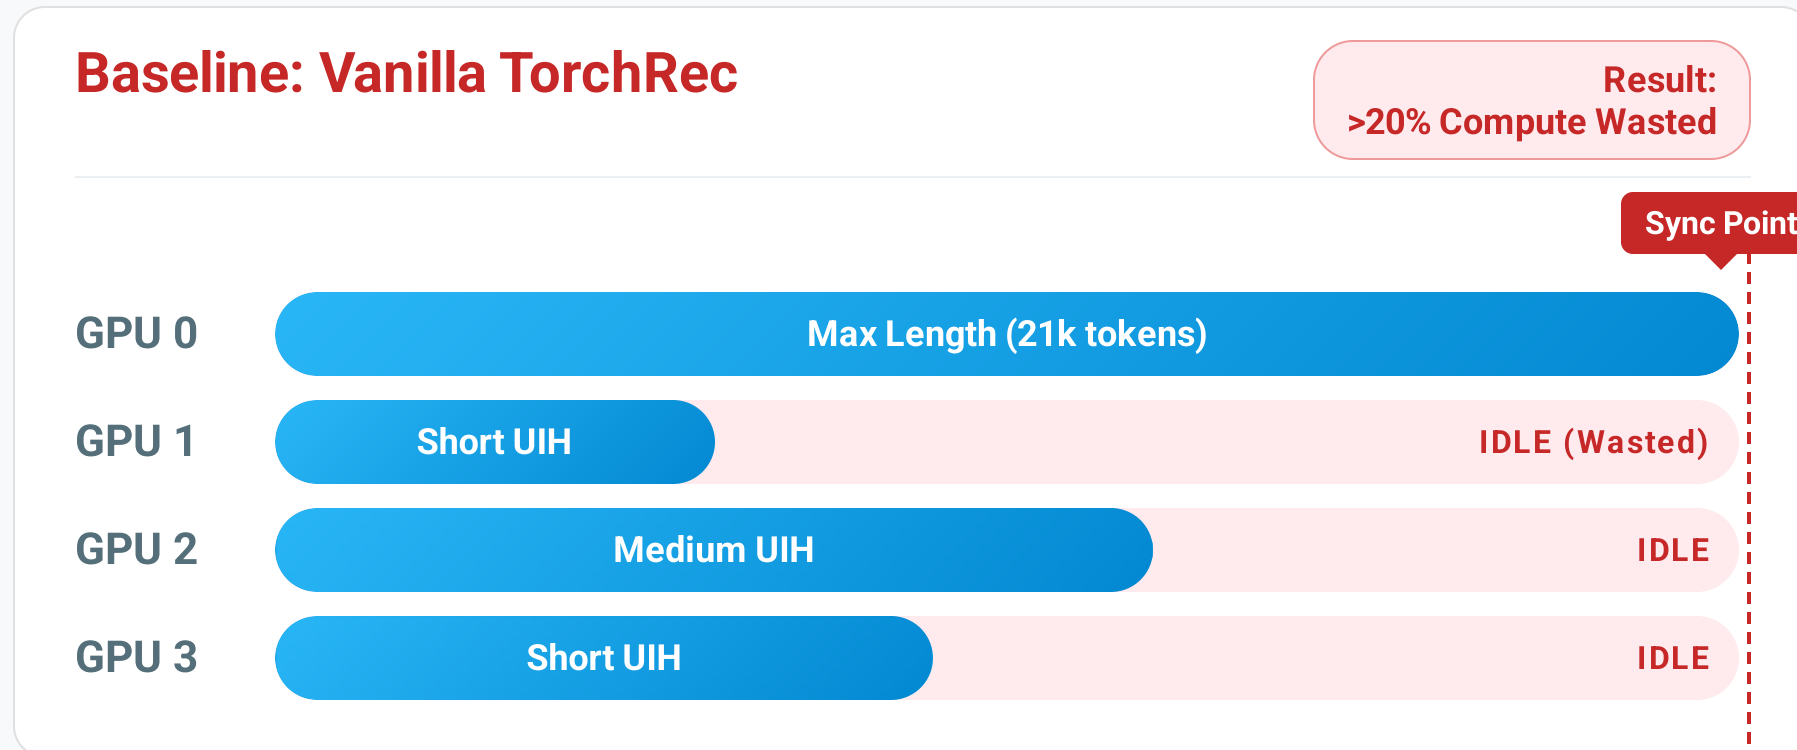 Baseline: Vanilla TorchRec
Result:
>20% Compute Wasted
Sync Point
GPU 0
Max Length (21k tokens)
GPU 1
Short UIH
IDLE (Wasted)
GPU 2
Medium UIH
IDLE
GPU 3
Short UIH
IDLE